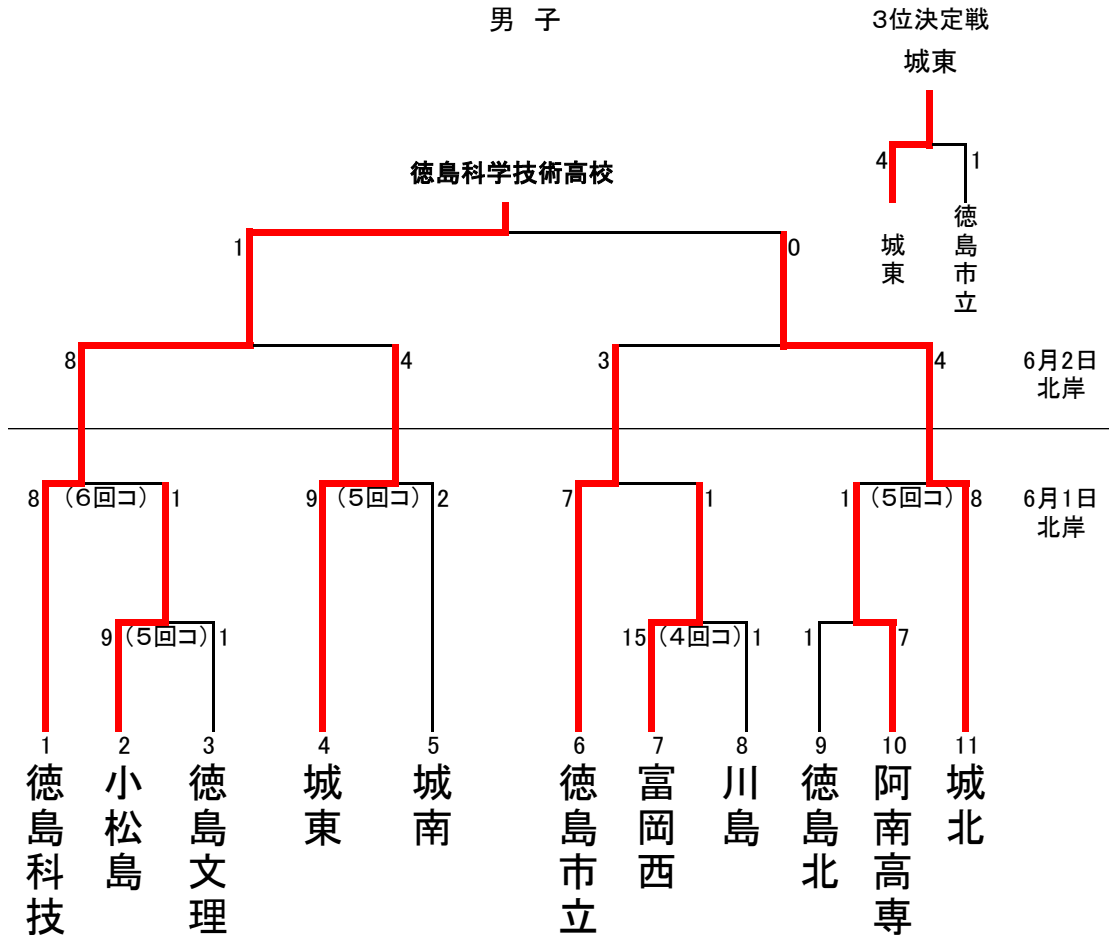 男 子
3位決定戦
城東
4
1
城東
徳島市立
徳島科学技術高校
1
0
8
4
3
4
6月2日
北岸
8
(6回コ)
1
9
(5回コ)
2
7
1
1
(5回コ)
8
6月1日
北岸
9
(5回コ)
1
15
(4回コ)
1
1
7
1
2
3
4
5
6
7
8
9
10
11
徳島科技
小松島
徳島文理
城東
城南
徳島市立
富岡西
川島
徳島北
阿南高専
城北